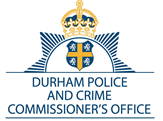 DURHAM POLICE
AND CRIME
COMMISSIONER'S OFFICE